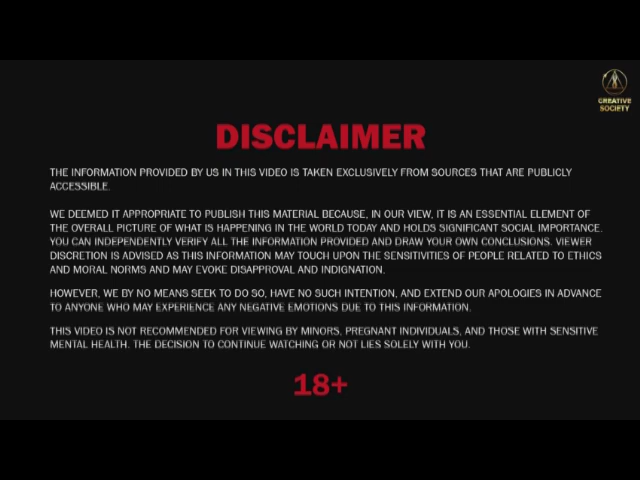 CREATIVE
SOCIETY
DISCLAIMER
THE INFORMATION PROVIDED BY US IN THIS VIDEO IS TAKEN EXCLUSIVELY FROM SOURCES THAT ARE PUBLICLY
ACCESSIBLE.
WE DEEMED IT APPROPRIATE TO PUBLISH THIS MATERIAL BECAUSE, IN OUR VIEW, IT IS AN ESSENTIAL ELEMENT OF
THE OVERALL PICTURE OF WHAT IS HAPPENING IN THE WORLD TODAY AND HOLDS SIGNIFICANT SOCIAL IMPORTANCE.
YOU CAN INDEPENDENTLY VERIFY ALL THE INFORMATION PROVIDED AND DRAW YOUR OWN CONCLUSIONS. VIEWER
DISCRETION IS ADVISED AS THIS INFORMATION MAY TOUCH UPON THE SENSITIVITIES OF PEOPLE RELATED TO ETHICS
AND MORAL NORMS AND MAY EVOKE DISAPPROVAL AND INDIGNATION.
HOWEVER, WE BY NO MEANS SEEK TO DO SO, HAVE NO SUCH INTENTION, AND EXTEND OUR APOLOGIES IN ADVANCE
TO ANYONE WHO MAY EXPERIENCE ANY NEGATIVE EMOTIONS DUE TO THIS INFORMATION.
THIS VIDEO IS NOT RECOMMENDED FOR VIEWING BY MINORS, PREGNANT INDIVIDUALS, AND THOSE WITH SENSITIVE
MENTAL HEALTH. THE DECISION TO CONTINUE WATCHING OR NOT LIES SOLELY WITH YOU.
18+